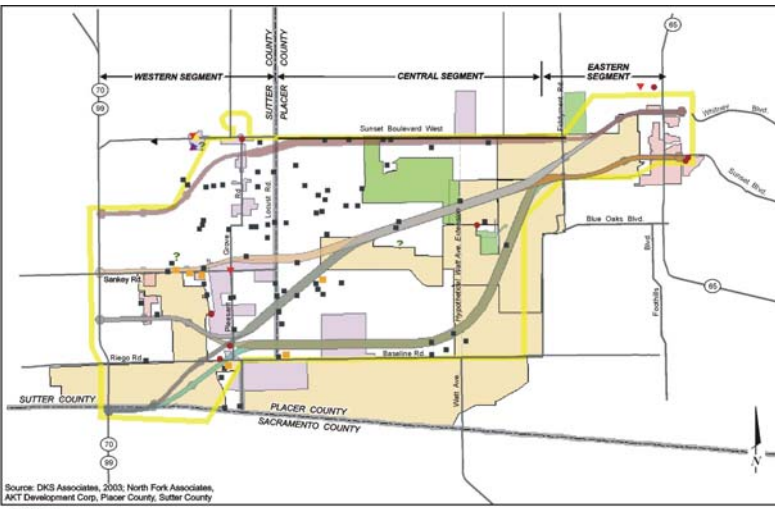 65
EASTERN
SEGMENT
WESTERN SEGMENT
CENTRAL SEGMENT
SUTTER COUNTY
PLACER COUNTY
70
99
Fiddyment Rd.
Whitney Blvd.
Sunset Boulevard West
?
Sunset Blvd.
Locust Rd.
Pleasant Grove Rd.
Hypothetical Watt Ave. Extension
Blue Oaks Blvd.
?
?
Sankey Rd.
Foothills Blvd.
65
Riego Rd.
Baseline Rd.
Watt Ave.
SUTTER COUNTY
PLACER COUNTY
SACRAMENTO COUNTY
70
99
N
Source: DKS Associates, 2003; North Fork Associates,
AKT Development Corp, Placer County, Sutter County